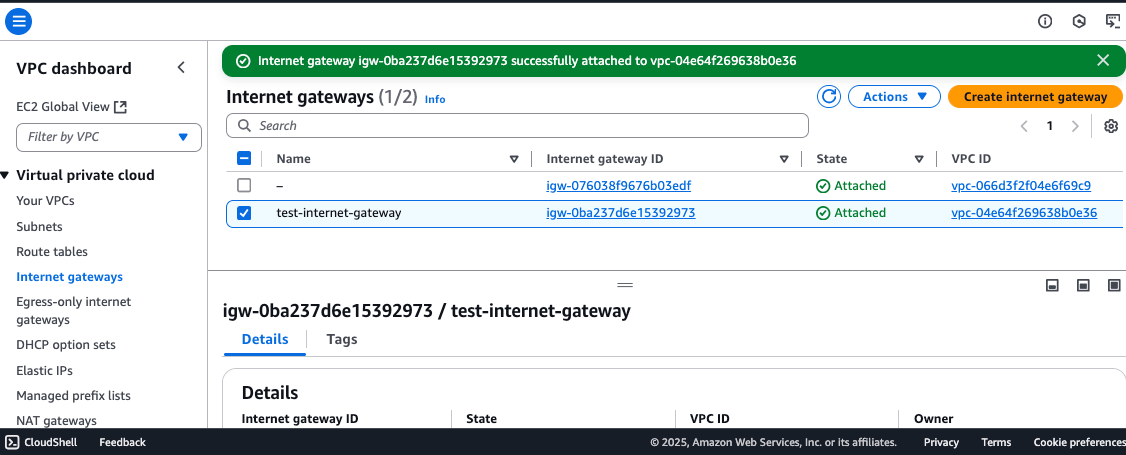 Internet gateway igw-0ba237d6e15392973 successfully attached to vpc-04e64f269638b0e36
VPC dashboard
EC2 Global View
Filter by VPC
Virtual private cloud
Your VPCs
Subnets
Route tables
Internet gateways
Egress-only internet
gateways
DHCP option sets
Elastic IPs
Managed prefix lists
NAT gateways
Internet gateways (1/2) Info
Actions
Create internet gateway
Search
1
Name Internet gateway ID State VPC ID
– igw-076038f9676b03edf Attached vpc-066d3f2f04e6f69c9
test-internet-gateway igw-0ba237d6e15392973 Attached vpc-04e64f269638b0e36
igw-0ba237d6e15392973 / test-internet-gateway
Details Tags
Details
Internet gateway ID State VPC ID Owner
CloudShell Feedback © 2025, Amazon Web Services, Inc. or its affiliates. Privacy Terms Cookie preferences